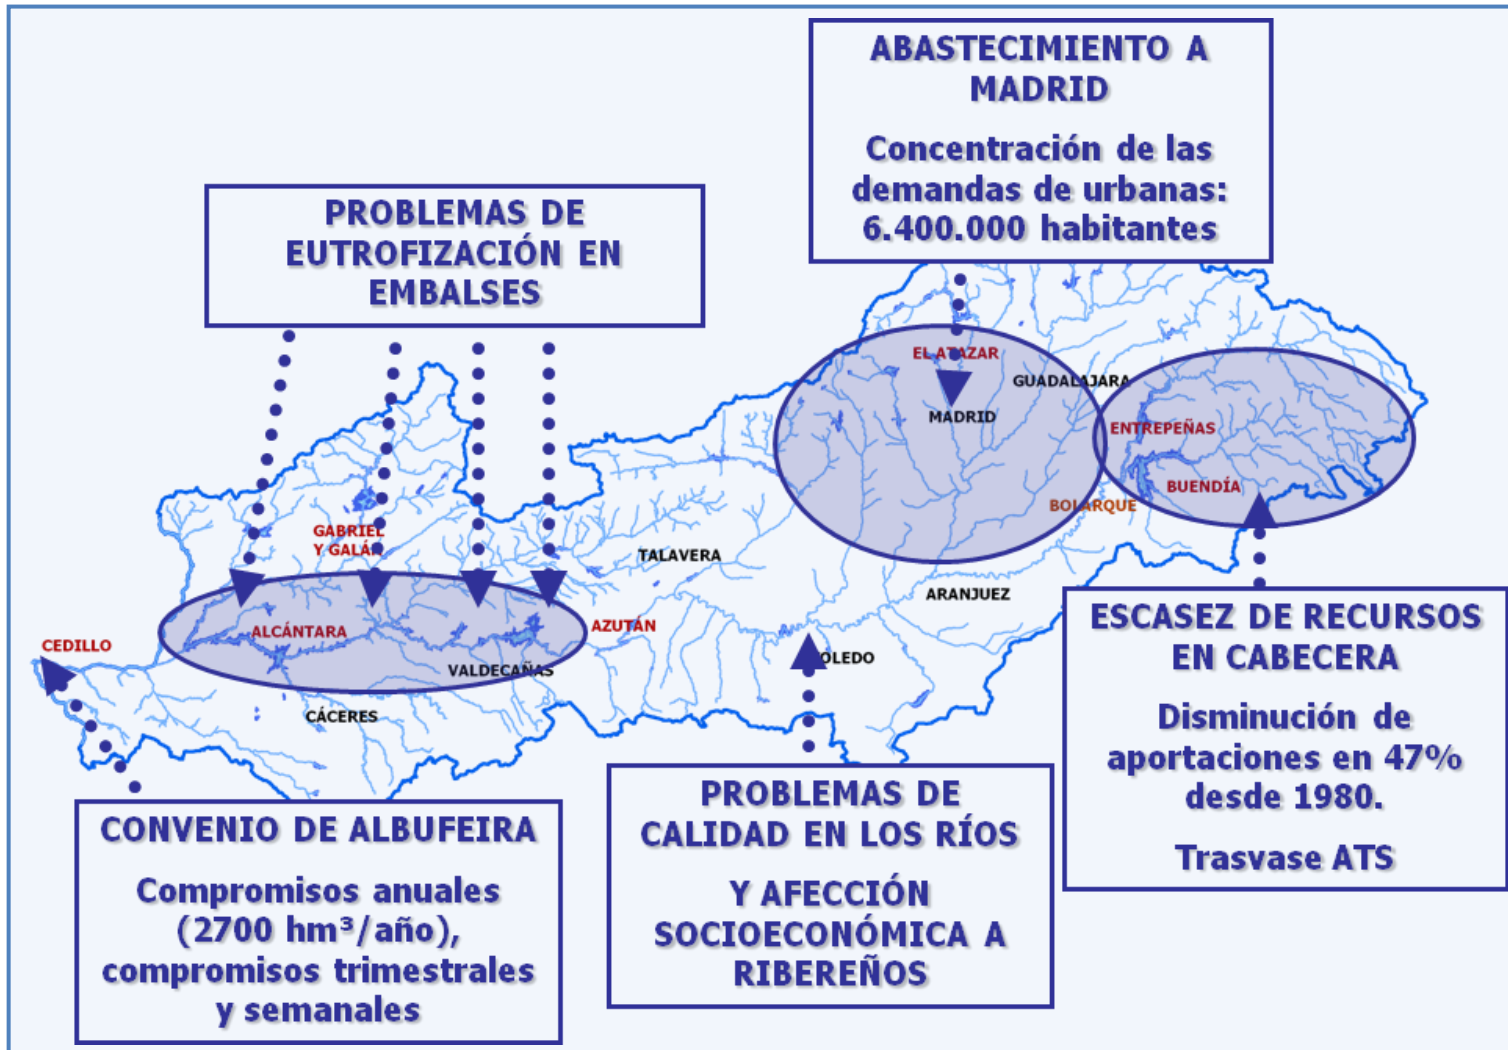 ABASTECIMIENTO A
MADRID
Concentración de las
demandas de urbanas:
6.400.000 habitantes
PROBLEMAS DE
EUTROFIZACIÓN EN
EMBALSES
EL ATAZAR
GUADALAJARA
MADRID
ENTREPEÑAS
BUENDÍA
BOLARQUE
GABRIEL
Y GALÁN
TALAVERA
ARANJUEZ
ALCÁNTARA
AZUTÁN
CEDILLO
VALDECAÑAS
TOLEDO
CÁCERES
ESCASEZ DE RECURSOS
EN CABECERA
Disminución de
aportaciones en 47%
desde 1980.
Trasvase ATS
PROBLEMAS DE
CALIDAD EN LOS RÍOS
Y AFECCIÓN
SOCIOECONÓMICA A
RIBEREÑOS
CONVENIO DE ALBUFEIRA
Compromisos anuales
(2700 hm³/año),
compromisos trimestrales
y semanales